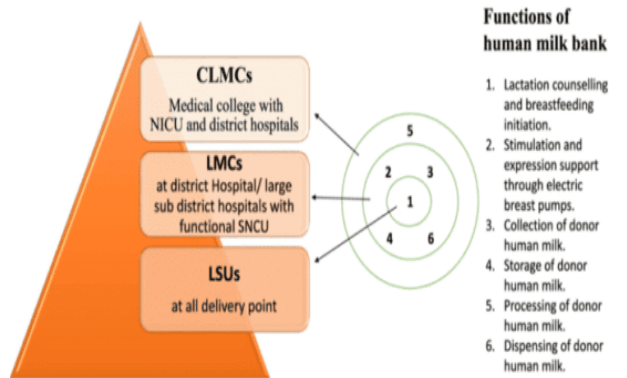 CLMCs
Medical college with
NICU and district hospitals
LMCs
at district Hospital/ large
sub district hospitals with
functional SNCU
LSUs
at all delivery point
5
2 3
1
4 6
Functions of
human milk bank
1. Lactation counselling
and breastfeeding
initiation.
2. Stimulation and
expression support
through electric
breast pumps.
3. Collection of donor
human milk.
4. Storage of donor
human milk.
5. Processing of donor
human milk.
6. Dispensing of donor
human milk.